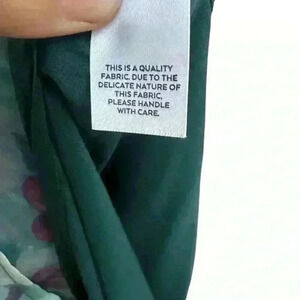 THIS IS A QUALITY
FABRIC. DUE TO THE
DELICATE NATURE OF
THIS FABRIC,
PLEASE HANDLE
WITH CARE.